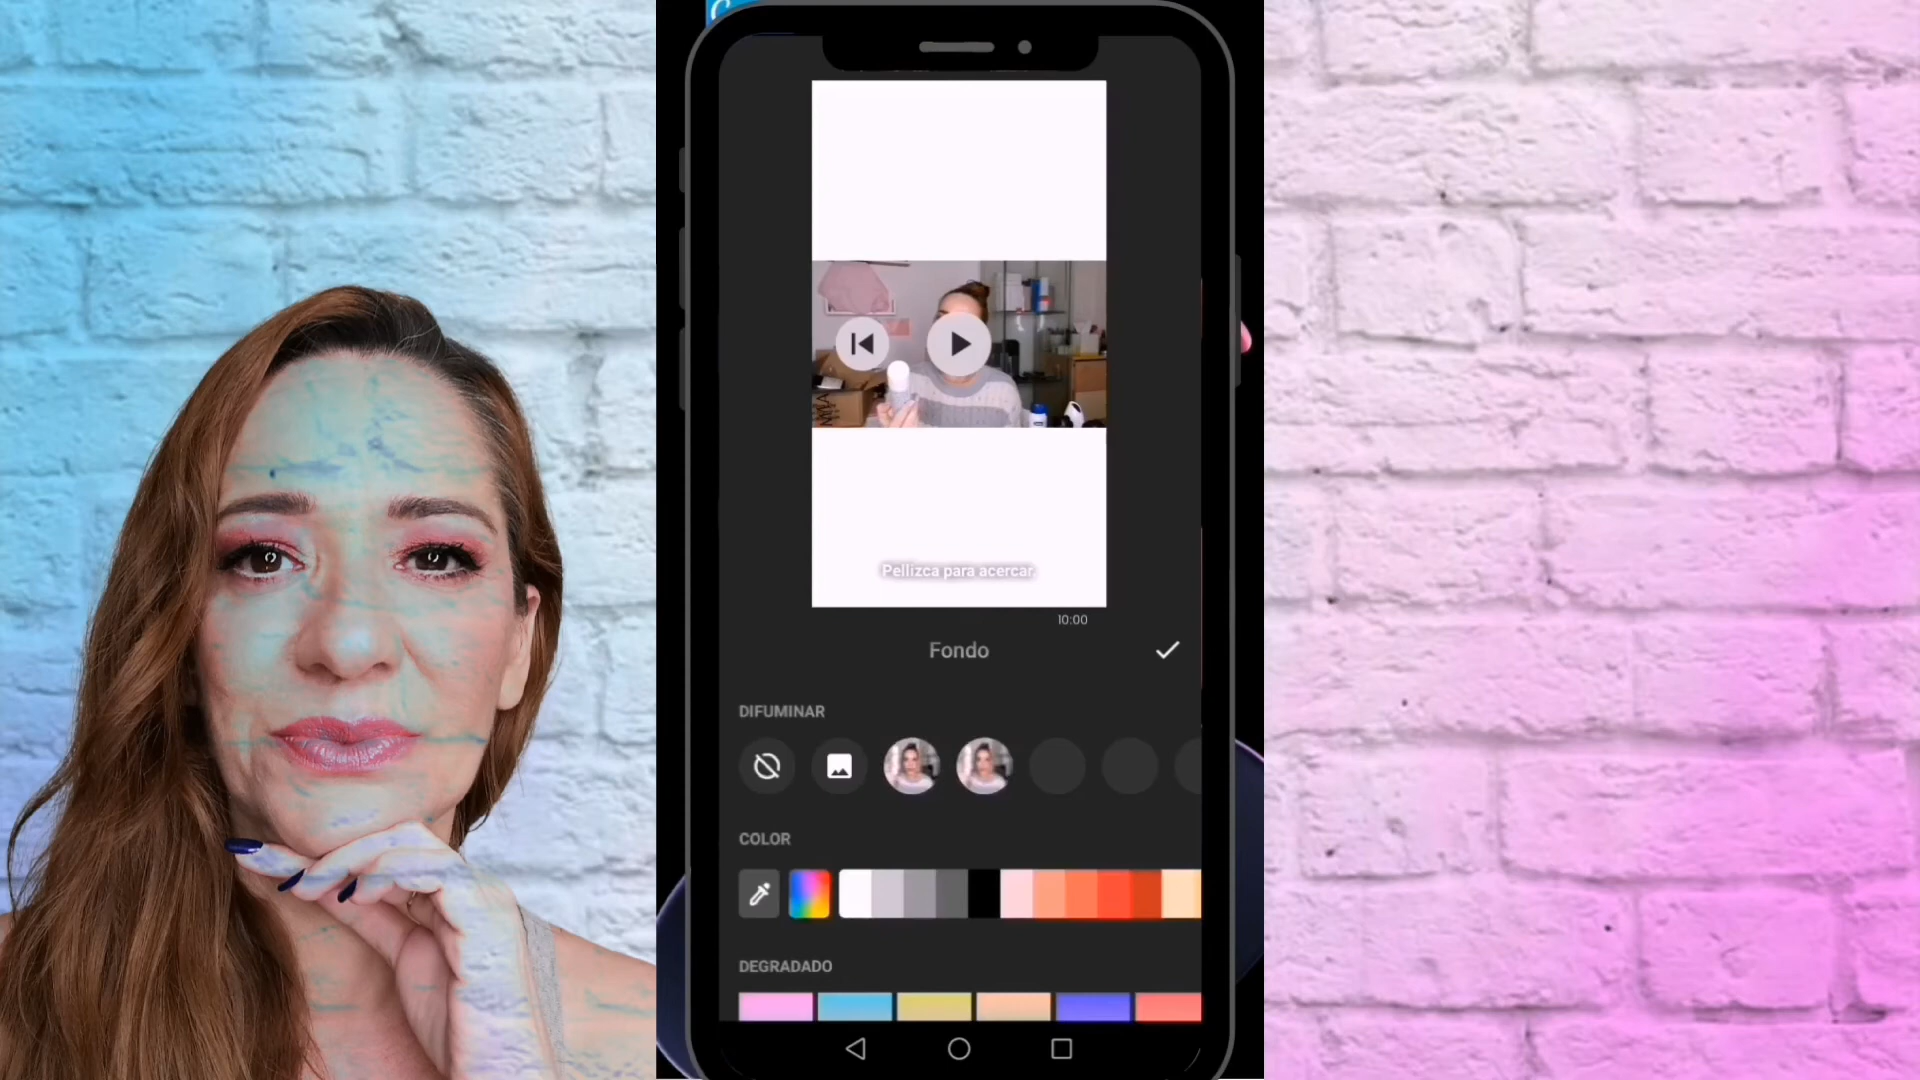 Pellizca para acercar.
10:00
Fondo
DIFUMINAR
COLOR
DEGRADADO